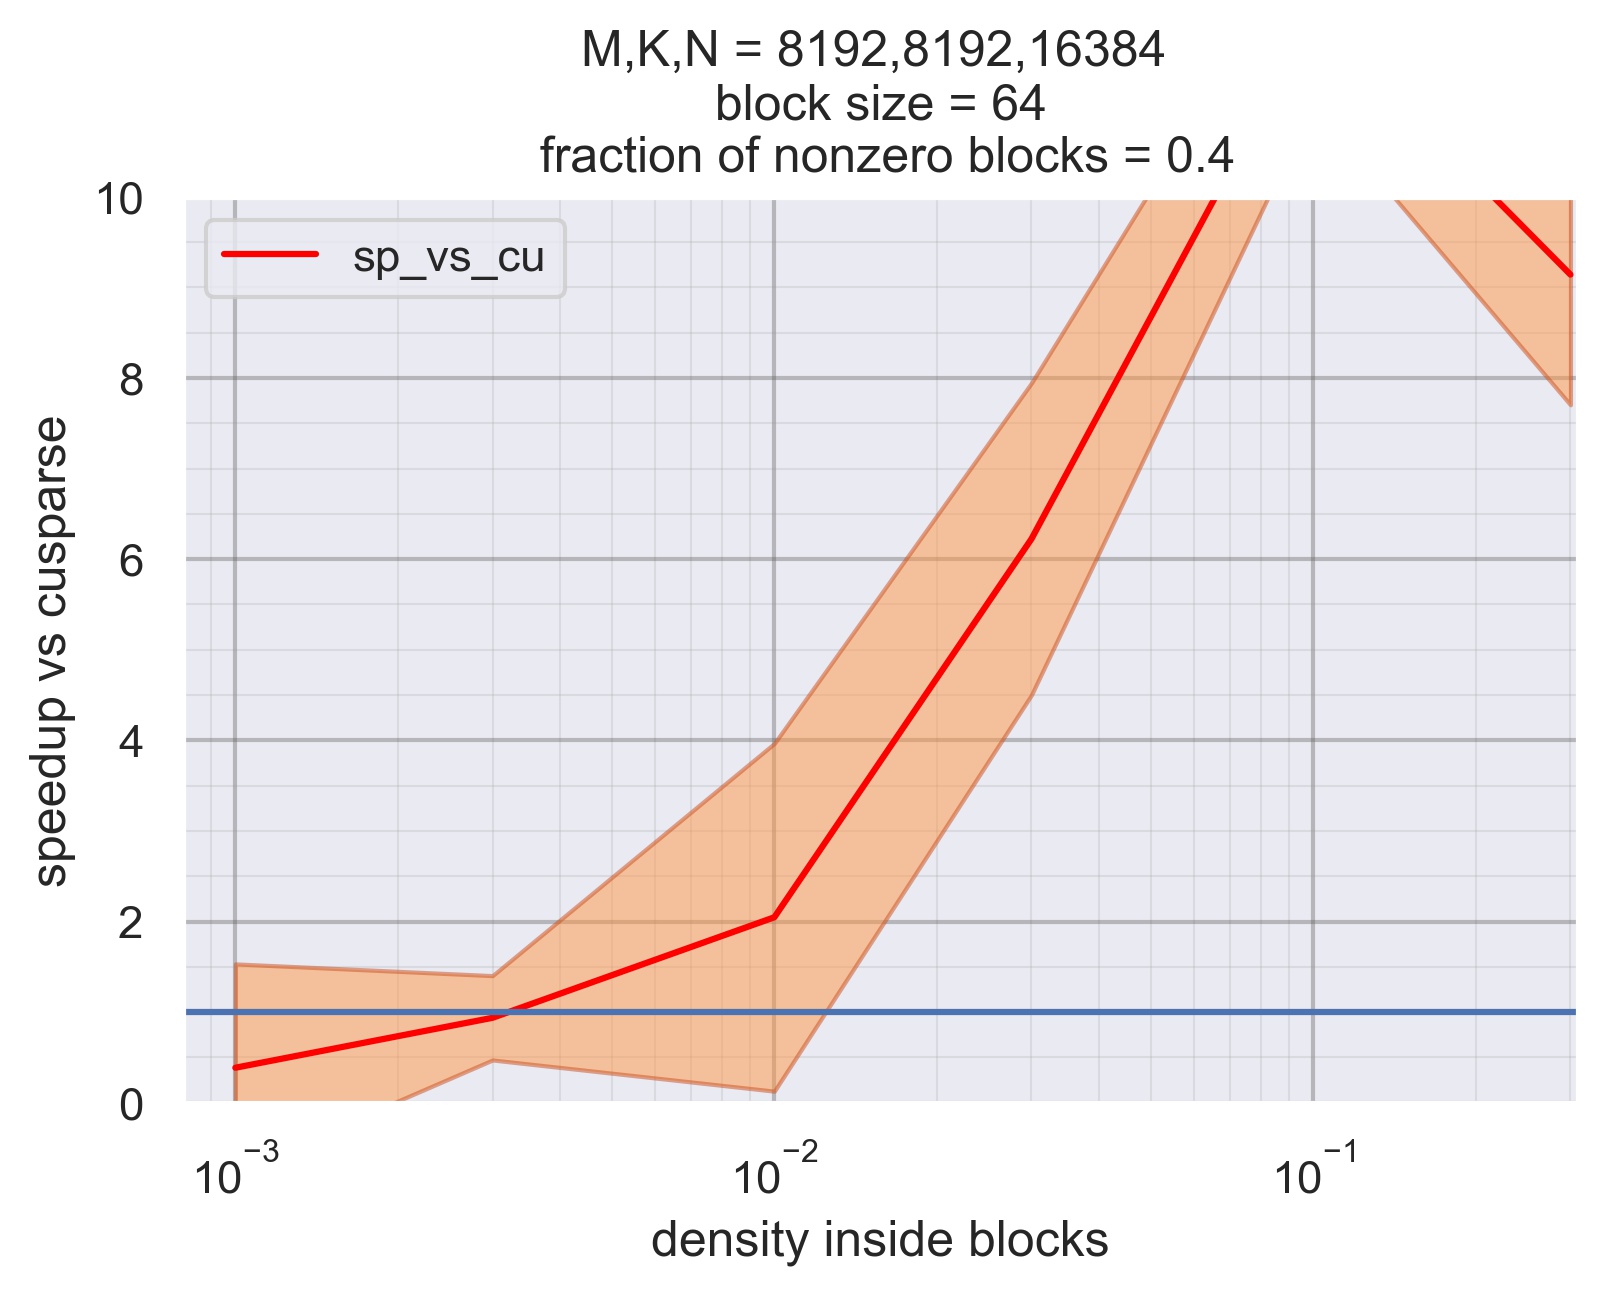 M,K,N = 8192,8192,16384
block size = 64
fraction of nonzero blocks = 0.4
sp_vs_cu
speedup vs cusparse
10
8
6
4
2
0
10⁻³ 10⁻² 10⁻¹
density inside blocks